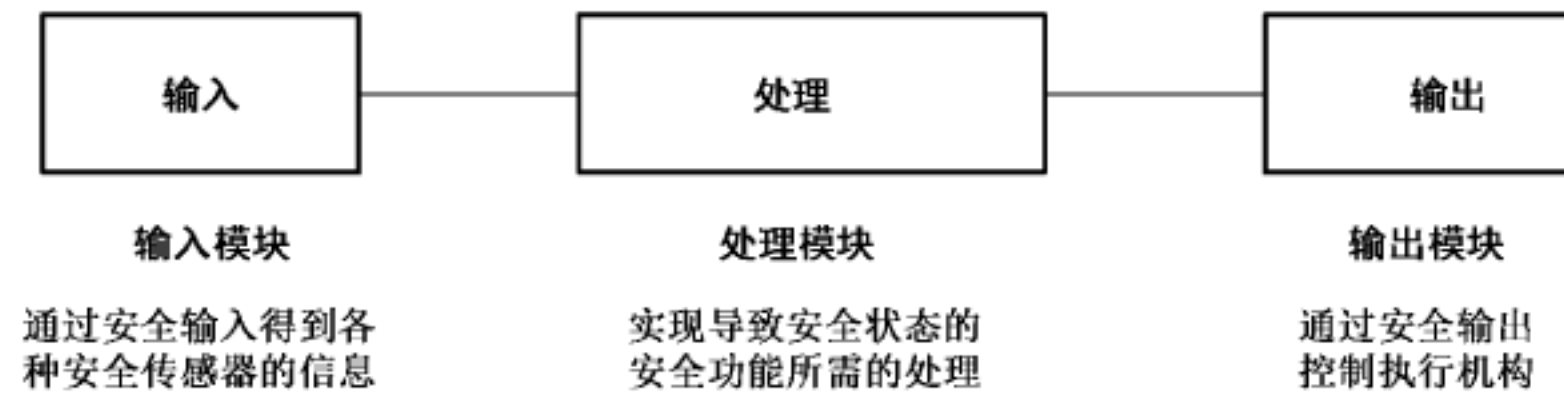 输入
处理
输出
输入模块
处理模块
输出模块
通过安全输入得到各
种安全传感器的信息
实现导致安全状态的
安全功能所需的处理
通过安全输出
控制执行机构